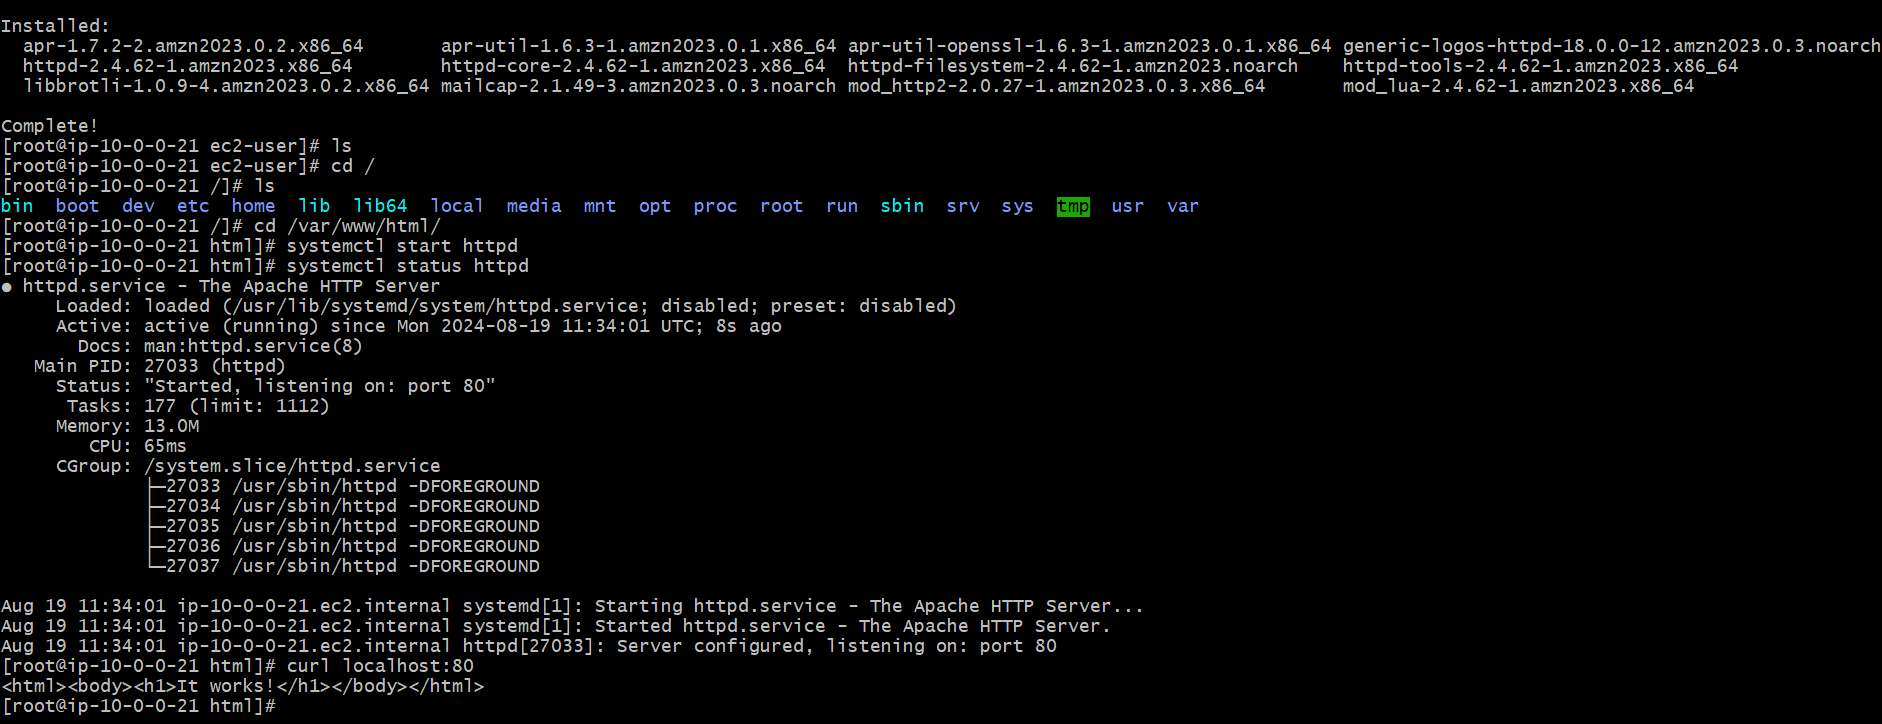 Installed:
  apr-1.7.2-2.amzn2023.0.2.x86_64       apr-util-1.6.3-1.amzn2023.0.1.x86_64 apr-util-openssl-1.6.3-1.amzn2023.0.1.x86_64 generic-logos-httpd-18.0.0-12.amzn2023.0.3.noarch
  httpd-2.4.62-1.amzn2023.x86_64        httpd-core-2.4.62-1.amzn2023.x86_64  httpd-filesystem-2.4.62-1.amzn2023.noarch    httpd-tools-2.4.62-1.amzn2023.x86_64
  libbrotli-1.0.9-4.amzn2023.0.2.x86_64 mailcap-2.1.49-3.amzn2023.0.3.noarch mod_http2-2.0.27-1.amzn2023.0.3.x86_64       mod_lua-2.4.62-1.amzn2023.x86_64
Complete!
[root@ip-10-0-0-21 ec2-user]# ls
[root@ip-10-0-0-21 ec2-user]# cd /
[root@ip-10-0-0-21 /]# ls
bin  boot  dev  etc  home  lib  lib64  local  media  mnt  opt  proc  root  run  sbin  srv  sys  tmp  usr  var
[root@ip-10-0-0-21 /]# cd /var/www/html/
[root@ip-10-0-0-21 html]# systemctl start httpd
[root@ip-10-0-0-21 html]# systemctl status httpd
● httpd.service - The Apache HTTP Server
     Loaded: loaded (/usr/lib/systemd/system/httpd.service; disabled; preset: disabled)
     Active: active (running) since Mon 2024-08-19 11:34:01 UTC; 8s ago
       Docs: man:httpd.service(8)
   Main PID: 27033 (httpd)
     Status: "Started, listening on: port 80"
      Tasks: 177 (limit: 1112)
     Memory: 13.0M
        CPU: 65ms
     CGroup: /system.slice/httpd.service
             ├─27033 /usr/sbin/httpd -DFOREGROUND
             ├─27034 /usr/sbin/httpd -DFOREGROUND
             ├─27035 /usr/sbin/httpd -DFOREGROUND
             ├─27036 /usr/sbin/httpd -DFOREGROUND
             └─27037 /usr/sbin/httpd -DFOREGROUND
Aug 19 11:34:01 ip-10-0-0-21.ec2.internal systemd[1]: Starting httpd.service - The Apache HTTP Server...
Aug 19 11:34:01 ip-10-0-0-21.ec2.internal systemd[1]: Started httpd.service - The Apache HTTP Server.
Aug 19 11:34:01 ip-10-0-0-21.ec2.internal httpd[27033]: Server configured, listening on: port 80
[root@ip-10-0-0-21 html]# curl localhost:80
<html><body><h1>It works!</h1></body></html>
[root@ip-10-0-0-21 html]#